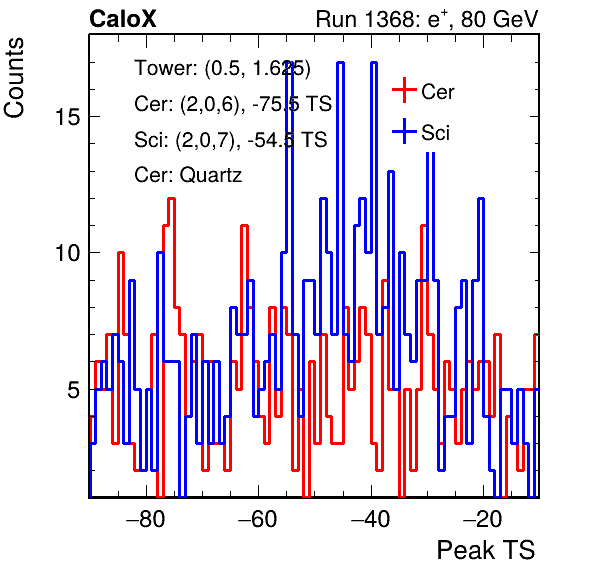 CaloX Run 1368: e⁺, 80 GeV
Counts
Tower: (0.5, 1.625)
Cer: (2,0,6), -75.5 TS
Sci: (2,0,7), -54.5 TS
Cer: Quartz
Cer
Sci
15
10
5
−80 −60 −40 −20
Peak TS